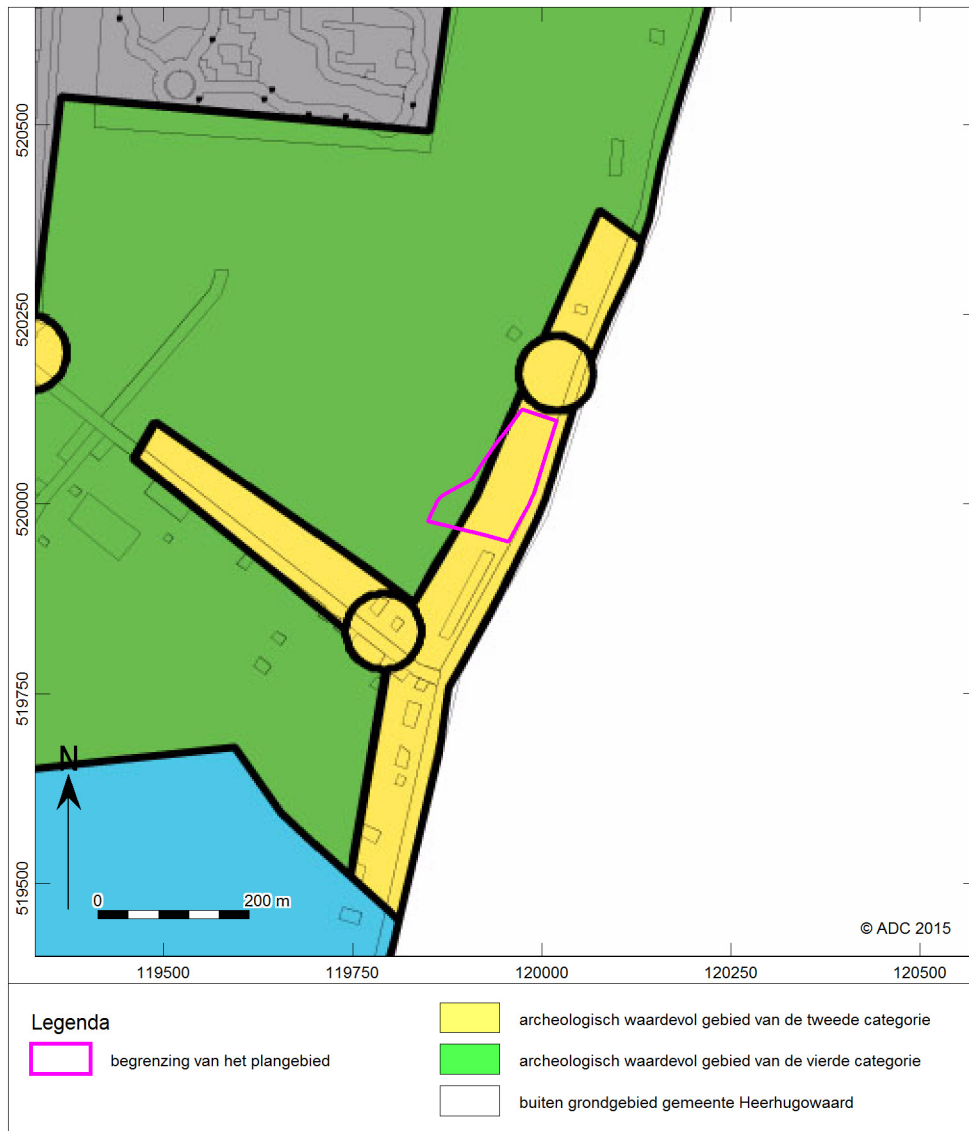 520500
520250
520000
519750
519500
N
0 200 m
© ADC 2015
119500 119750 120000 120250 120500
Legenda
begrenzing van het plangebied
archeologisch waardevol gebied van de tweede categorie
archeologisch waardevol gebied van de vierde categorie
buiten grondgebied gemeente Heerhugowaard